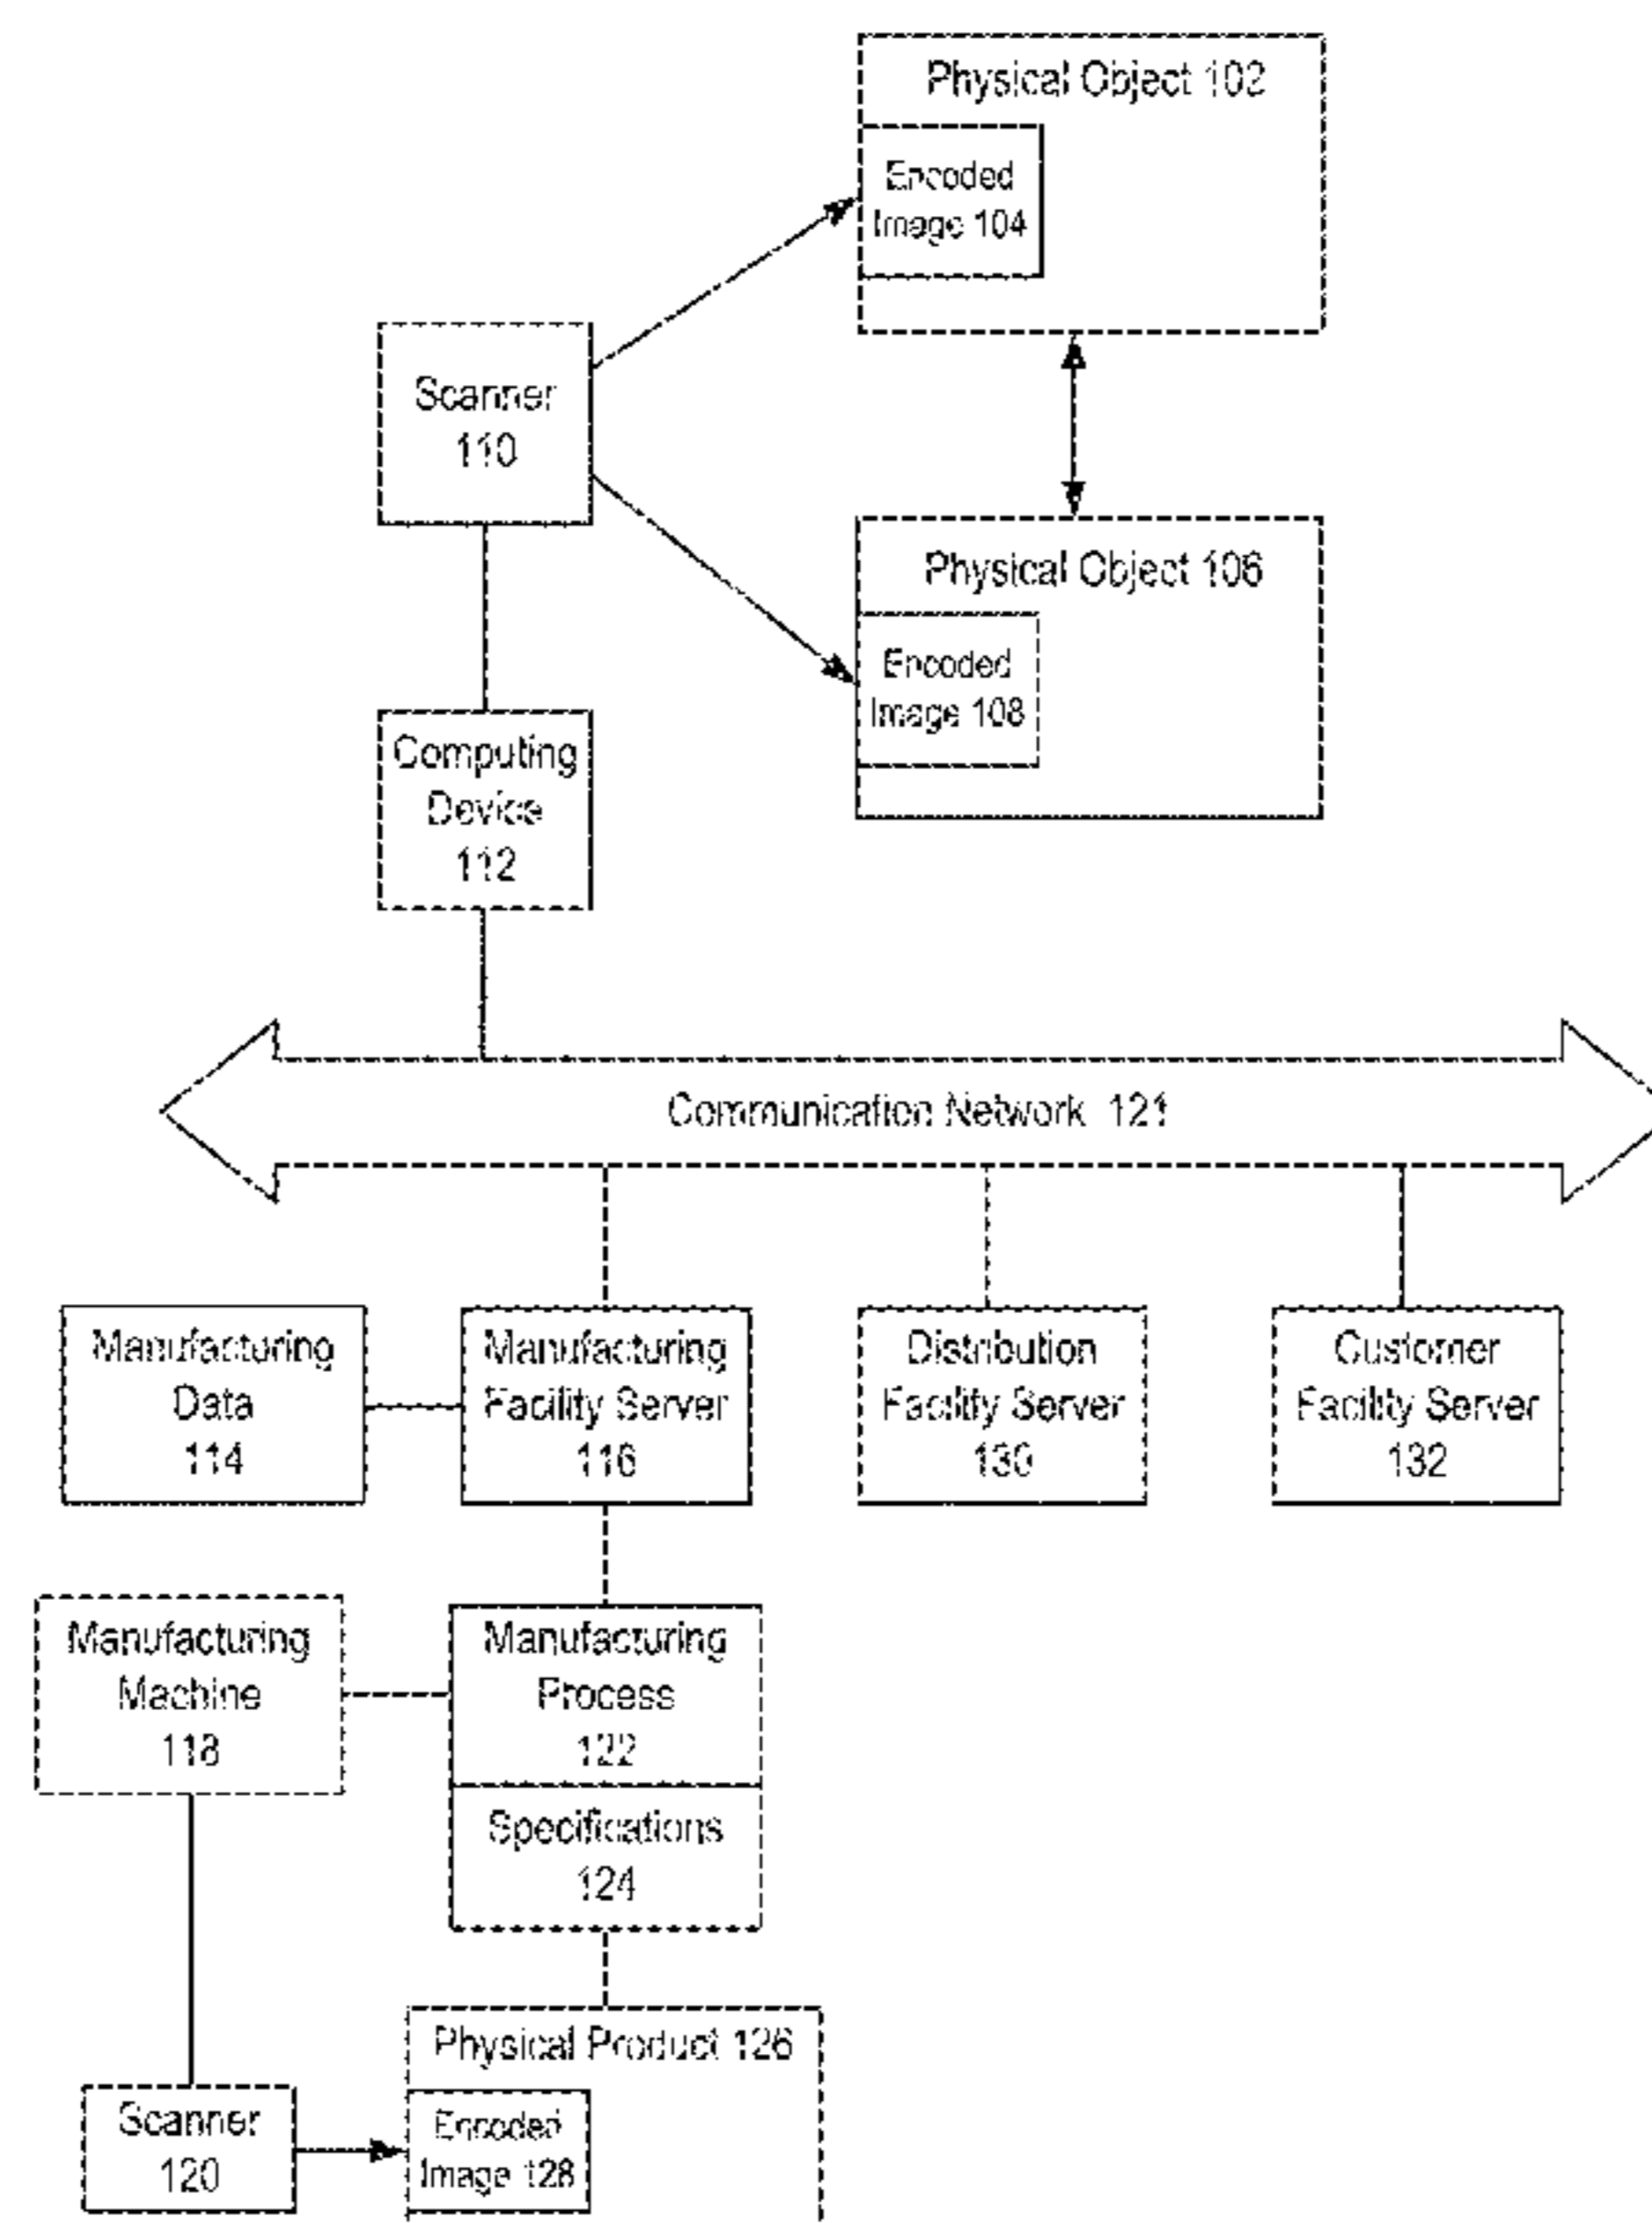 Physical Object 102
Encoded
Image 104
Scanner
110
Physical Object 106
Encoded
Image 108
Computing
Device
112
Communication Network 121
Manufacturing
Data
114
Manufacturing
Facility Server
116
Distribution
Facility Server
130
Customer
Facility Server
132
Manufacturing
Machine
118
Manufacturing
Process
122
Specifications
124
Physical Product 126
Scanner
120
Encoded
Image 128